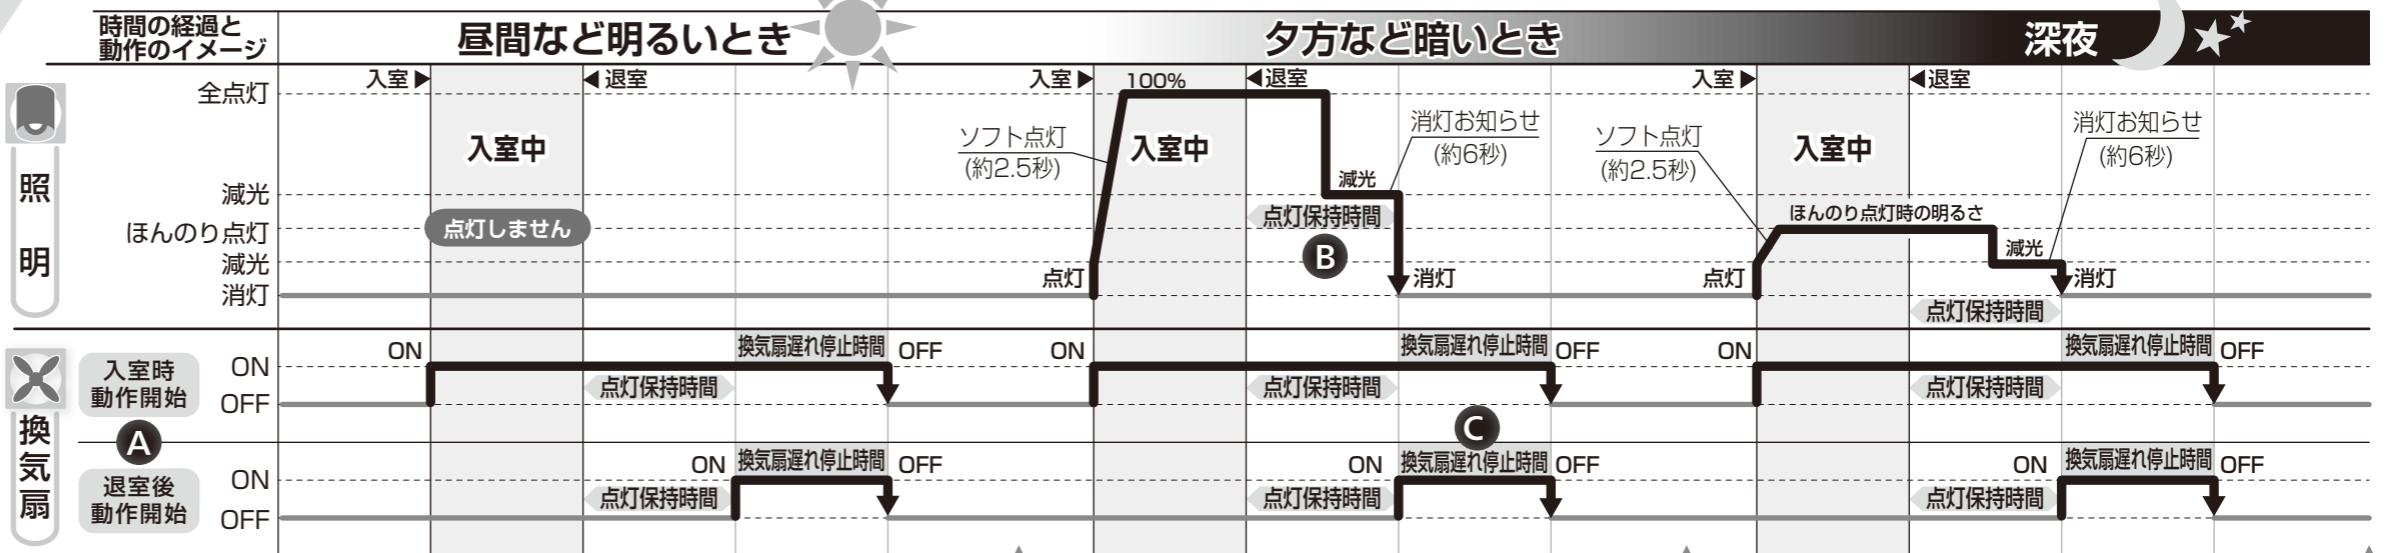 時間の経過と
動作のイメージ
昼間など明るいとき
夕方など暗いとき
深夜
照明
全点灯
減光
ほんのり点灯
減光
消灯
入室▶
◀退室
入室中
点灯しません
入室▶
100%
◀退室
ソフト点灯
(約2.5秒)
入室中
消灯お知らせ
(約6秒)
減光
点灯保持時間
B
点灯
消灯
入室▶
◀退室
ソフト点灯
(約2.5秒)
入室中
消灯お知らせ
(約6秒)
ほんのり点灯時の明るさ
減光
点灯
消灯
点灯保持時間
換気扇
入室時
動作開始
ON
OFF
ON
点灯保持時間
換気扇遅れ停止時間
OFF
ON
点灯保持時間
換気扇遅れ停止時間
OFF
ON
点灯保持時間
換気扇遅れ停止時間
OFF
A
C
退室後
動作開始
ON
OFF
点灯保持時間
ON
換気扇遅れ停止時間
OFF
点灯保持時間
ON
換気扇遅れ停止時間
OFF
点灯保持時間
ON
換気扇遅れ停止時間
OFF